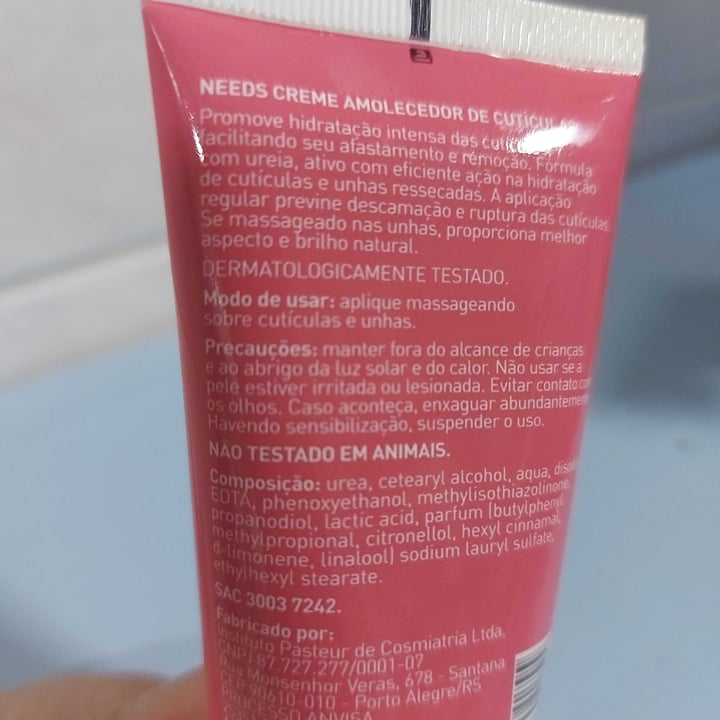 NEEDS CREME AMOLECEDOR DE
Promove hidratação intensa das
facilitando seu afastamento e remoção. Fórmula
com ureia, ativo com eficiente ação na hidratação
de cutículas e unhas ressecadas. A aplicação
regular previne descamação e ruptura das cutículas.
Se massageado nas unhas, proporciona melhor
aspecto e brilho natural.
DERMATOLOGICAMENTE TESTADO.
Modo de usar: aplique massageando
sobre cutículas e unhas.
Precauções: manter fora do alcance de crianças
e ao abrigo da luz solar e do calor. Não usar se a
pele estiver irritada ou lesionada. Evitar contato com
os olhos. Caso aconteça, enxaguar abundantemente.
Havendo sensibilização, suspender o uso.
NÃO TESTADO EM ANIMAIS.
Composição: urea, cetearyl alcohol, aqua,
EDTA, phenoxyethanol, methylisothiazolinone,
propanodiol, lactic acid, parfum (butylphenyl
methylpropional, citronellol, hexyl cinnamal,
d-limonene, linalool) sodium lauryl sulfate,
ethylhexyl stearate.
SAC 3003 7242.
Fabricado por:
Instituto Pasteur de Cosmiatria Ltda.
CNPJ 87.727.277/0001-07
Rua Monsenhor Veras, 678 - Santana
CEP 90610-010 - Porto Alegre/RS
PROCESSO ANVISA